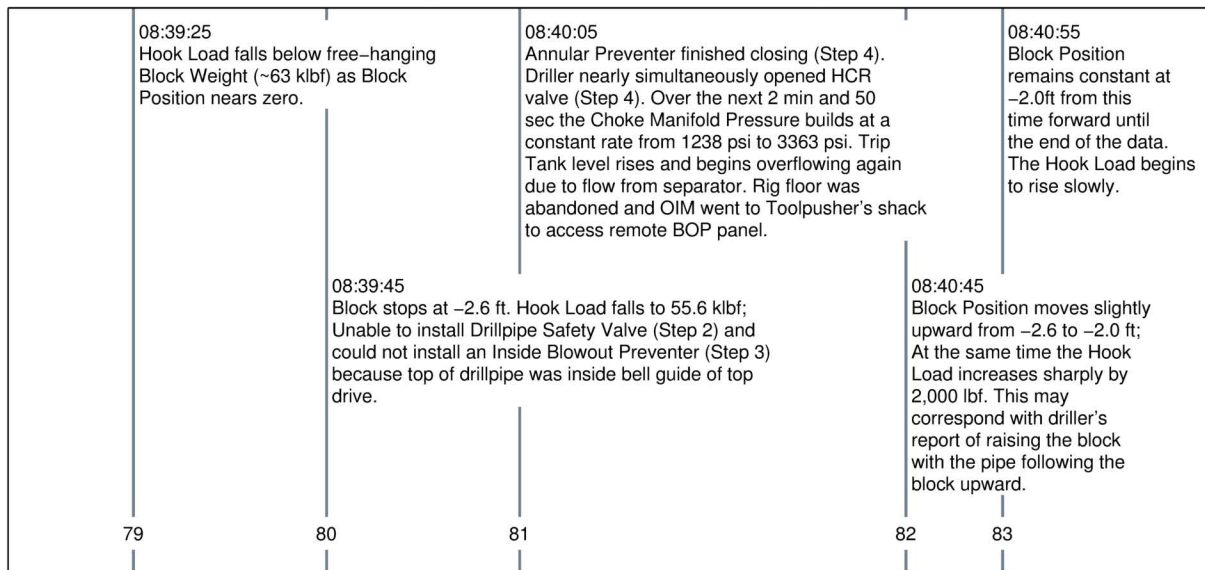 08:39:25
Hook Load falls below free−hanging
Block Weight (~63 klbf) as Block
Position nears zero.
08:40:05
Annular Preventer finished closing (Step 4).
Driller nearly simultaneously opened HCR
valve (Step 4). Over the next 2 min and 50
sec the Choke Manifold Pressure builds at a
constant rate from 1238 psi to 3363 psi. Trip
Tank level rises and begins overflowing again
due to flow from separator. Rig floor was
abandoned and OIM went to Toolpusher's shack
to access remote BOP panel.
08:40:55
Block Position
remains constant at
−2.0ft from this
time forward until
the end of the data.
The Hook Load begins
to rise slowly.
08:39:45
Block stops at −2.6 ft. Hook Load falls to 55.6 klbf;
Unable to install Drillpipe Safety Valve (Step 2) and
could not install an Inside Blowout Preventer (Step 3)
because top of drillpipe was inside bell guide of top
drive.
08:40:45
Block Position moves slightly
upward from −2.6 to −2.0 ft;
At the same time the Hook
Load increases sharply by
2,000 lbf. This may
correspond with driller's
report of raising the block
with the pipe following the
block upward.
79
80
81
82
83